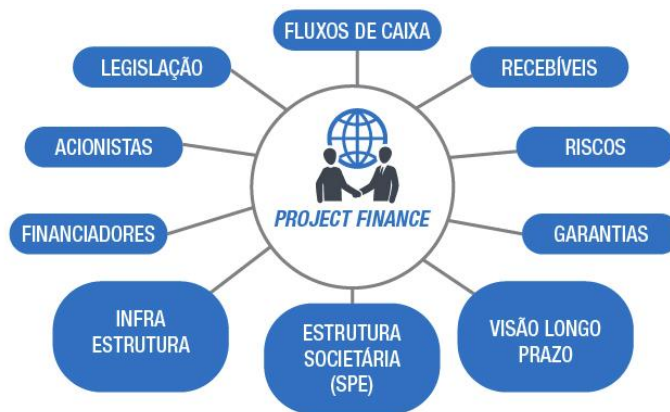 FLUXOS DE CAIXA
LEGISLAÇÃO
RECEBÍVEIS
ACIONISTAS
RISCOS
PROJECT FINANCE
FINANCIADORES
GARANTIAS
INFRA
ESTRUTURA
ESTRUTURA
SOCIETÁRIA
(SPE)
VISÃO LONGO
PRAZO